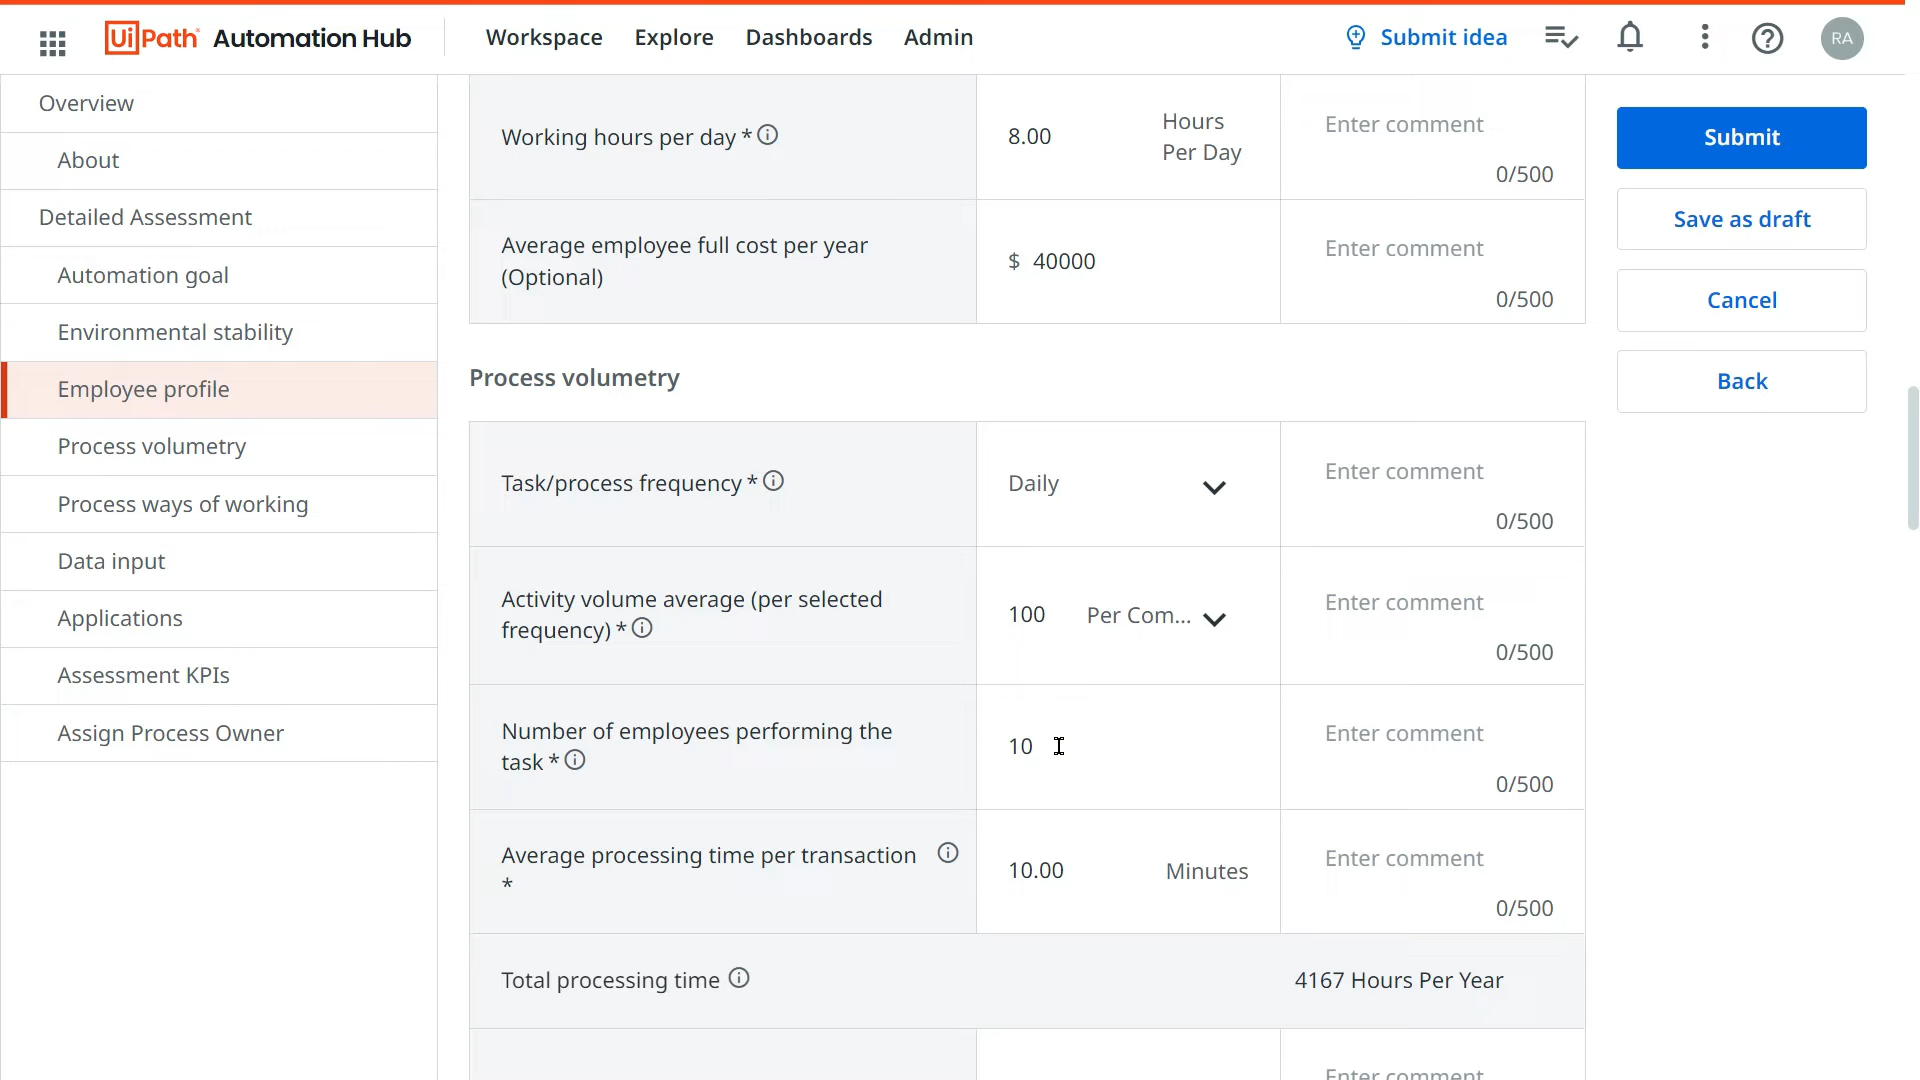 UiPath Automation Hub
Workspace
Explore
Dashboards
Admin
Submit idea
RA
Overview
About
Detailed Assessment
Automation goal
Environmental stability
Employee profile
Process volumetry
Process ways of working
Data input
Applications
Assessment KPIs
Assign Process Owner
Working hours per day *
8.00
Hours
Per Day
Enter comment
0/500
Average employee full cost per year
(Optional)
$ 40000
Enter comment
0/500
Process volumetry
Task/process frequency *
Daily
Enter comment
0/500
Activity volume average (per selected
frequency) *
100
Per Com...
Enter comment
0/500
Number of employees performing the
task *
10
Enter comment
0/500
Average processing time per transaction
*
10.00
Minutes
Enter comment
0/500
Total processing time
4167 Hours Per Year
Enter comment
Submit
Save as draft
Cancel
Back